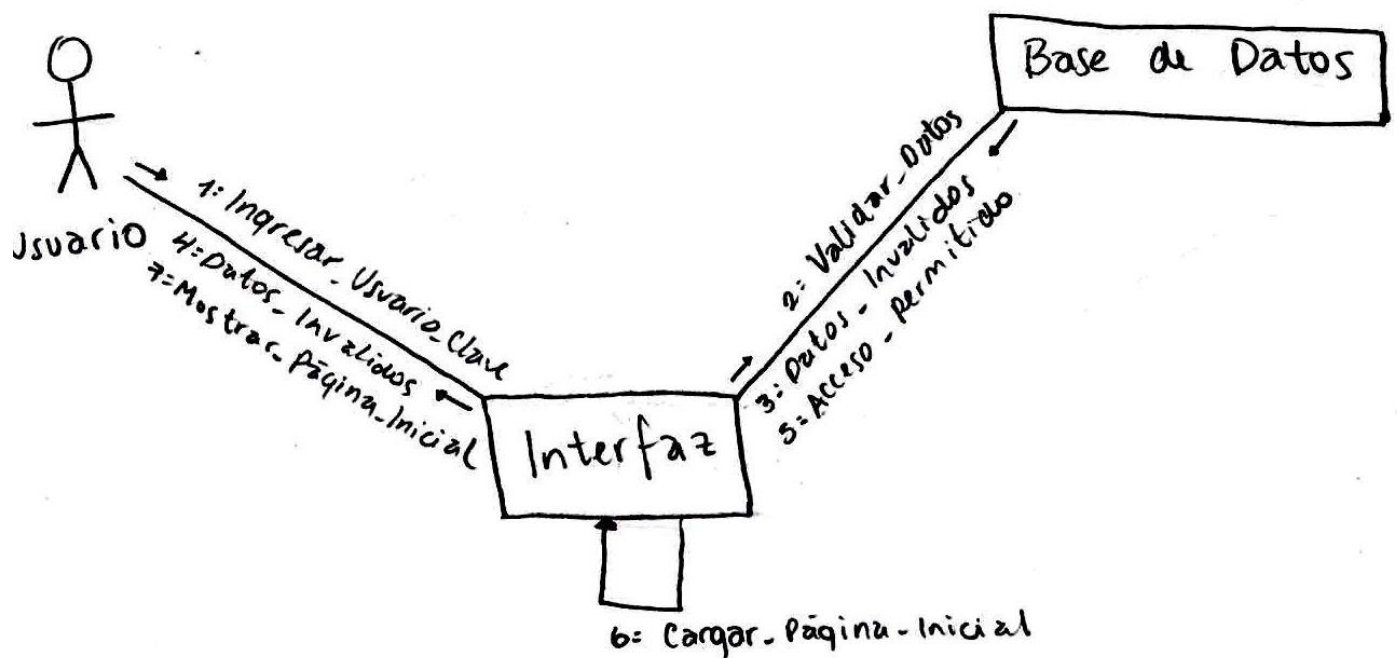 Base de Datos
Usuario
1: Ingresar_Usuario_Clave
4: Datos_Invalidos
7: Mostrar_Página_Inicial
2: Validar_Datos
3: Datos_Invalidos
5: Acceso_permitido
Interfaz
6: Cargar_Página_Inicial